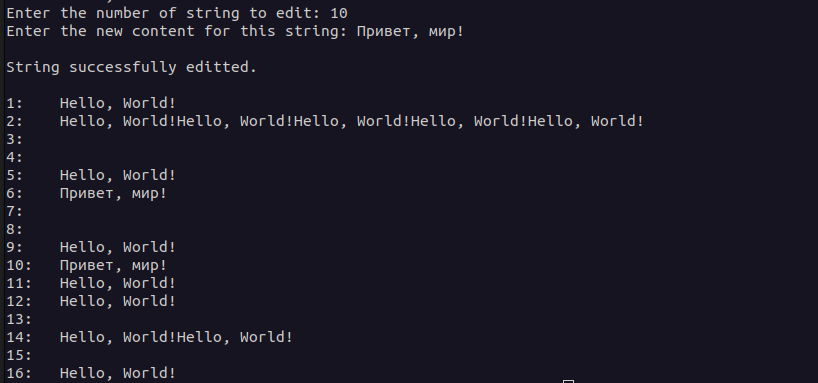 Enter the number of string to edit: 10
Enter the new content for this string: Привет, мир!
String successfully editted.
1: Hello, World!
2: Hello, World!Hello, World!Hello, World!Hello, World!Hello, World!
3:
4:
5: Hello, World!
6: Привет, мир!
7:
8:
9: Hello, World!
10: Привет, мир!
11: Hello, World!
12: Hello, World!
13:
14: Hello, World!Hello, World!
15:
16: Hello, World!